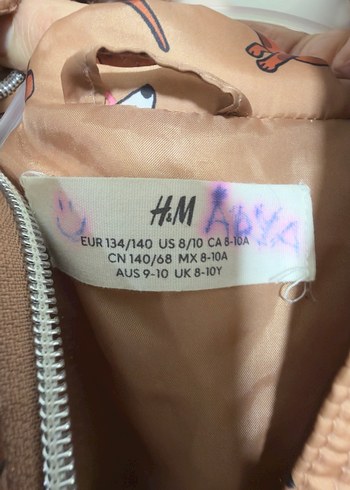 H&M ADYA
EUR 134/140 US 8/10 CA 8-10A
CN 140/68 MX 8-10A
AUS 9-10 UK 8-10Y